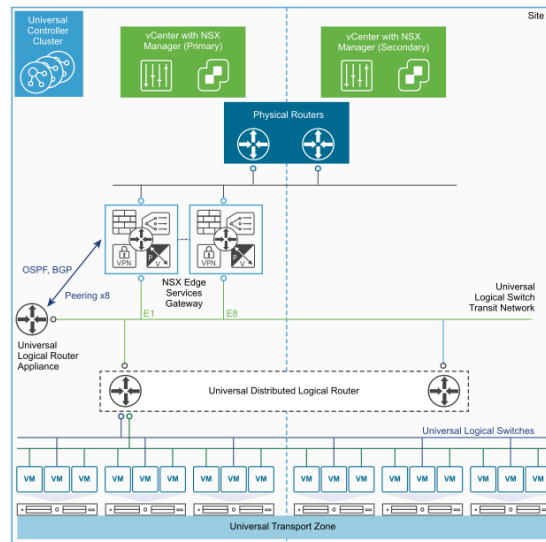 Universal
Controller
Cluster
vCenter with NSX
Manager (Primary)
vCenter with NSX
Manager (Secondary)
Site
Physical Routers
VPN
P
V
VPN
P
V
OSPF, BGP
Peering x8
NSX Edge
Services
Gateway
E1
E8
Universal
Logical Switch
Transit Network
Universal
Logical Router
Appliance
Universal Distributed Logical Router
Universal Logical Switches
VM VM VM VM VM VM VM VM VM VM VM VM VM VM VM VM VM VM
Universal Transport Zone